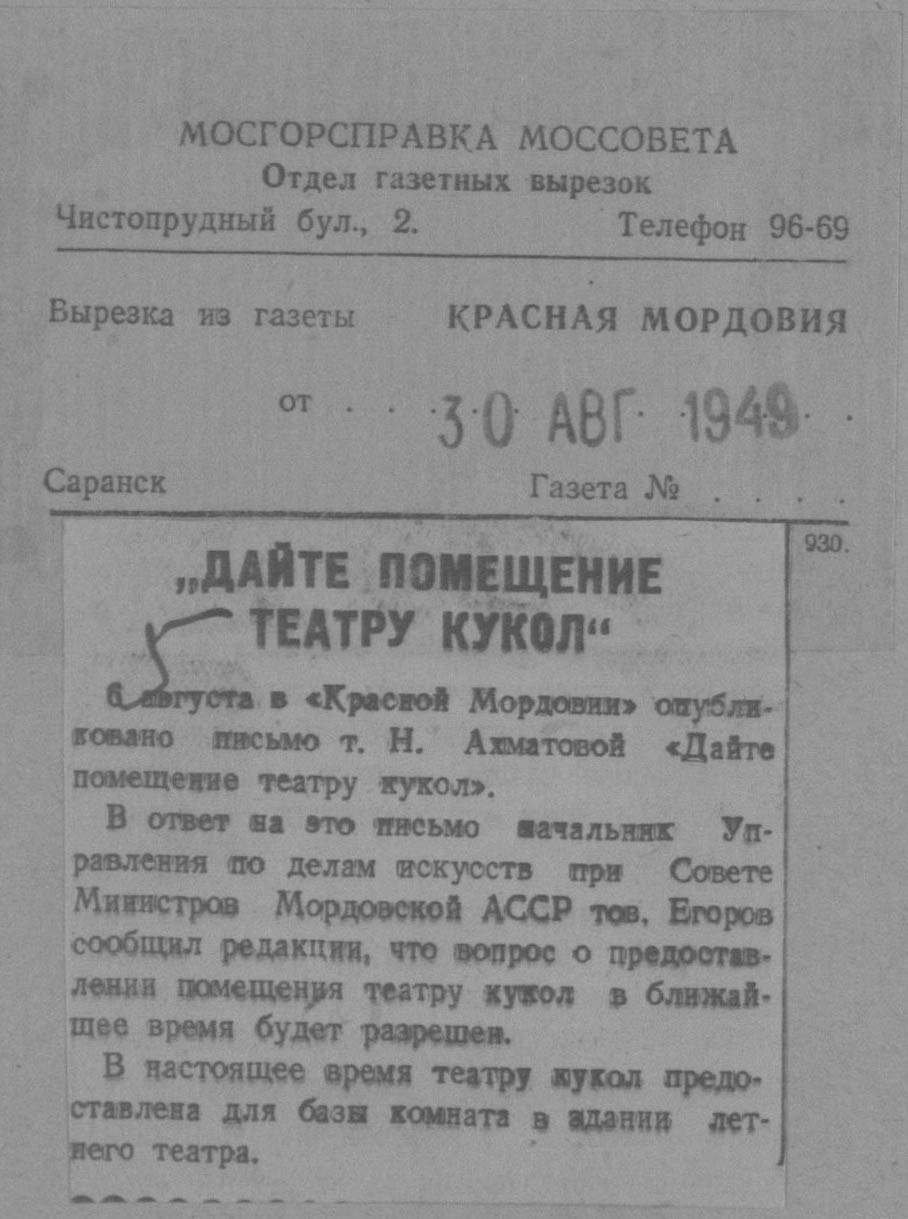 МОСГОРСПРАВКА МОССОВЕТА
Отдел газетных вырезок
Чистопрудный бул., 2. Телефон 96-69
Вырезка из газеты КРАСНАЯ МОРДОВИЯ
от . . 30 АВГ 1949 .
Саранск Газета № . . . .
930.
„ДАЙТЕ ПОМЕЩЕНИЕ
ТЕАТРУ КУКОЛ“
6 августа в «Красной Мордовии» опубли-
ковано письмо т. Н. Ахматовой «Дайте
помещение театру кукол».
В ответ на это письмо начальник Уп-
равления по делам искусств при Совете
Министров Мордовской АССР тов. Егоров
сообщил редакции, что вопрос о предостав-
лении помещения театру кукол в ближай-
шее время будет разрешен.
В настоящее время театру кукол предо-
ставлена для базы комната в здании лет-
него театра.